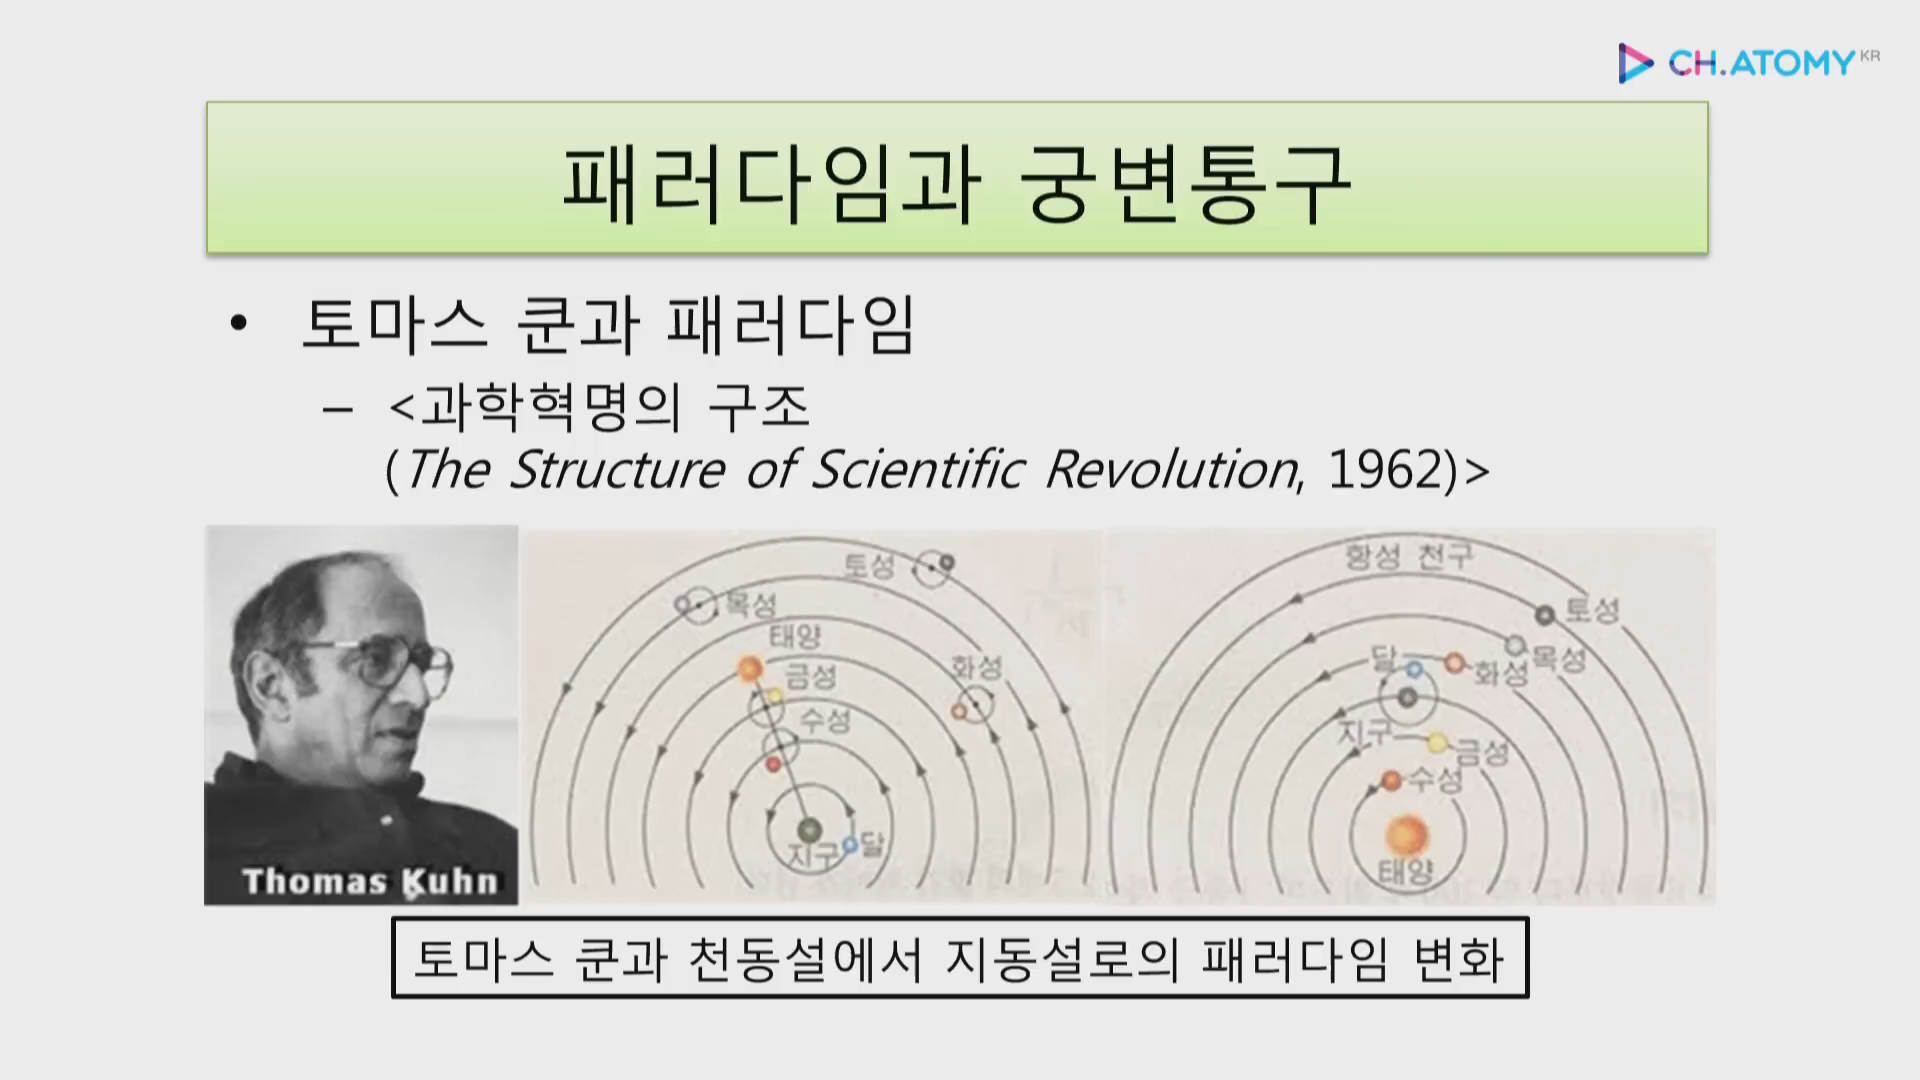 CH.ATOMY KR
패러다임과 궁변통구
• 토마스 쿤과 패러다임
– <과학혁명의 구조
(The Structure of Scientific Revolution, 1962)>
Thomas Kuhn
토성
목성
태양
금성
화성
수성
지구
달
항성 천구
토성
목성
달
화성
지구
금성
수성
태양
토마스 쿤과 천동설에서 지동설로의 패러다임 변화